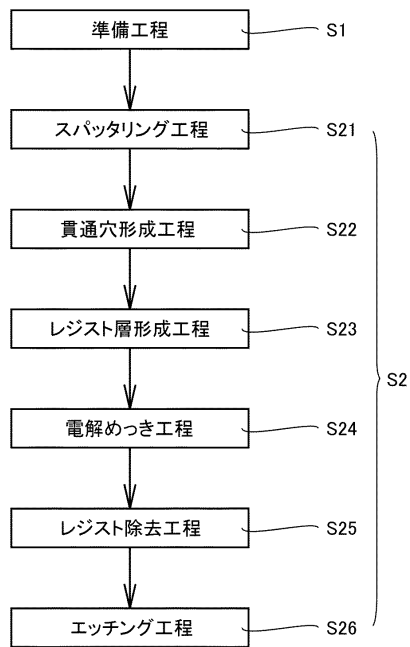 準備工程 S1
スパッタリング工程 S21
貫通穴形成工程 S22
レジスト層形成工程 S23
S2
電解めっき工程 S24
レジスト除去工程 S25
エッチング工程 S26